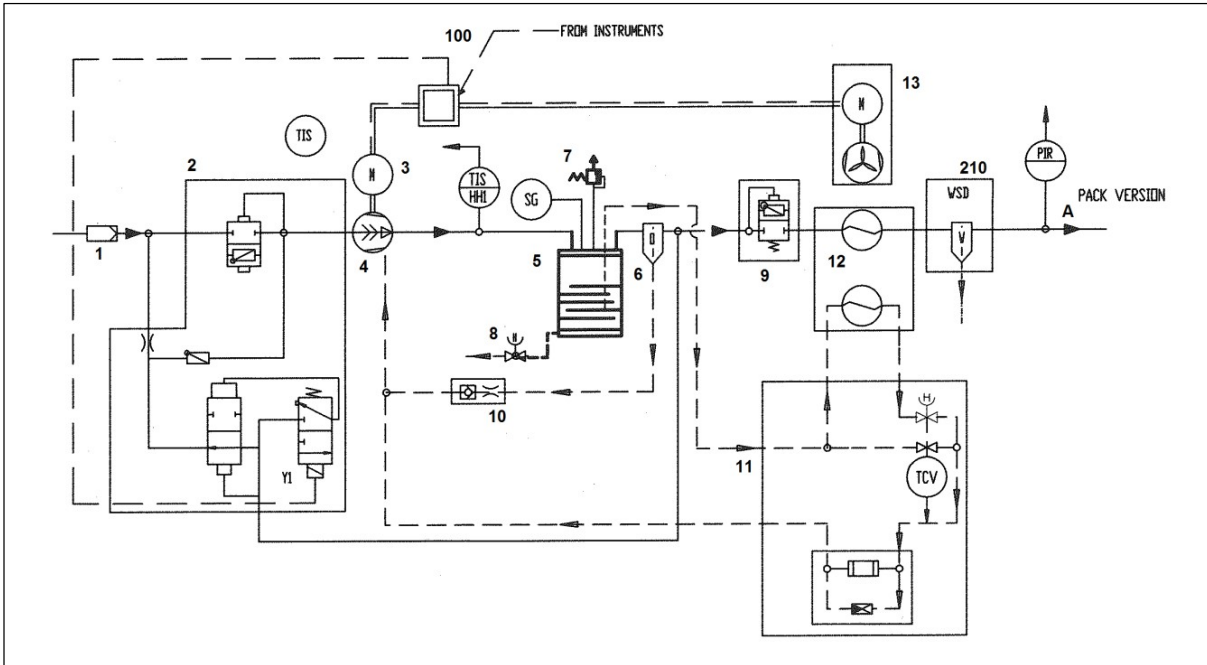 100
FROM INSTRUMENTS
13
M
TIS
2
3
M
7
TIS
HH1
SG
210
WSD
PIR
PACK VERSION
A
1
4
5
O
6
9
12
V
8
H
10
H
11
TCV
Y1